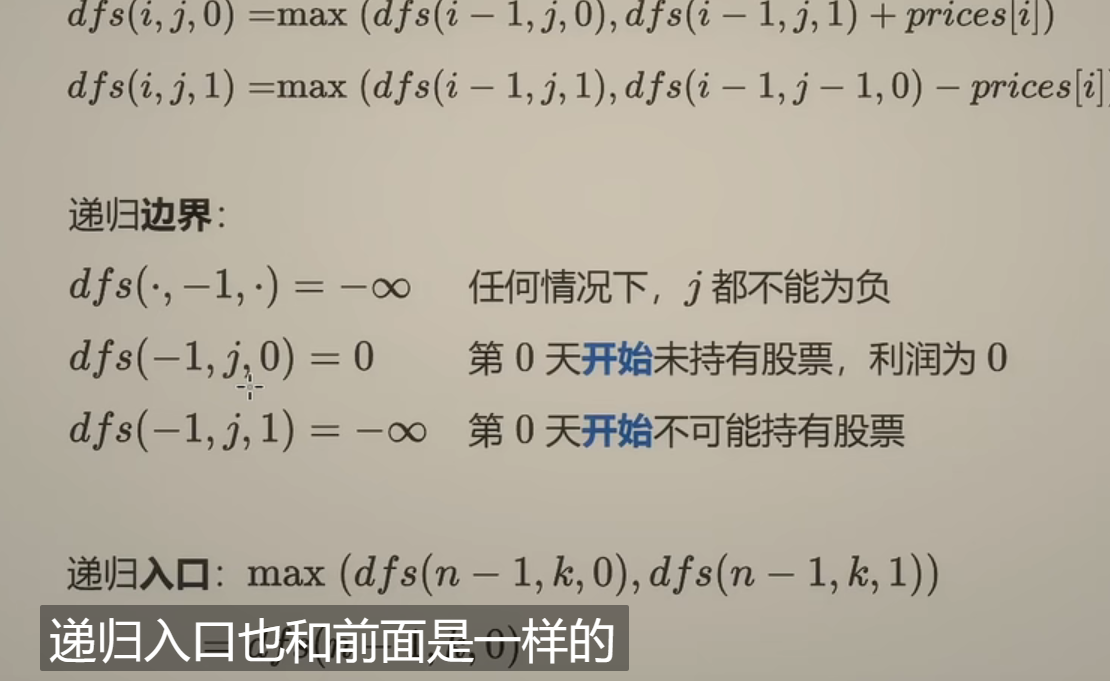 dfs(i, j, 0) =max (dfs(i − 1, j, 0), dfs(i − 1, j, 1) + prices[i])
dfs(i, j, 1) =max (dfs(i − 1, j, 1), dfs(i − 1, j − 1, 0) − prices[i]
递归边界：
dfs(·, −1, ·) = −∞ 任何情况下，j 都不能为负
dfs(−1, j, 0) = 0 第 0 天开始未持有股票，利润为 0
dfs(−1, j, 1) = −∞ 第 0 天开始不可能持有股票
递归入口：max (dfs(n − 1, k, 0), dfs(n − 1, k, 1))
递归入口也和前面是一样的